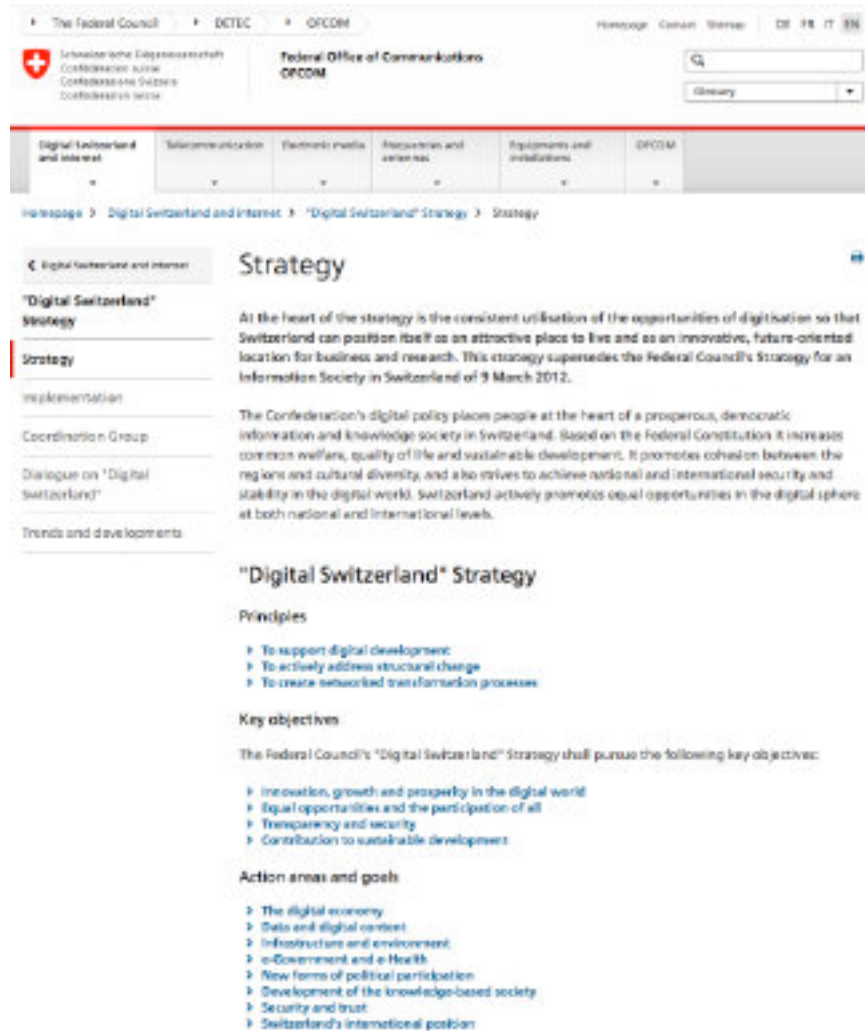 The Federal Council DETEC OFCOM Homepage Contact Sitemap DE FR IT EN
Schweizerische Eidgenossenschaft
Confédération suisse
Confederazione Svizzera
Confederaziun svizra
Federal Office of Communications
OFCOM
Glossary
Digital Switzerland
and internet
Telecommunication
Electronic media
Frequencies and
antennas
Equipments and
installations
OFCOM
Homepage > Digital Switzerland and internet > "Digital Switzerland" Strategy > Strategy
Digital Switzerland and internet
"Digital Switzerland"
Strategy
Strategy
Implementation
Coordination Group
Dialogue on "Digital
Switzerland"
Trends and developments
Strategy
At the heart of the strategy is the consistent utilisation of the opportunities of digitisation so that
Switzerland can position itself as an attractive place to live and as an innovative, future-oriented
location for business and research. This strategy supersedes the Federal Council's Strategy for an
Information Society in Switzerland of 9 March 2012.
The Confederation's digital policy places people at the heart of a prosperous, democratic
information and knowledge society in Switzerland. Based on the Federal Constitution it increases
common welfare, quality of life and sustainable development. It promotes cohesion between the
regions and cultural diversity, and also strives to achieve national and international security and
stability in the digital world. Switzerland actively promotes equal opportunities in the digital sphere
at both national and international levels.
"Digital Switzerland" Strategy
Principles
To support digital development
To actively address structural change
To create networked transformation processes
Key objectives
The Federal Council's "Digital Switzerland" Strategy shall pursue the following key objectives:
Innovation, growth and prosperity in the digital world
Equal opportunities and the participation of all
Transparency and security
Contribution to sustainable development
Action areas and goals
The digital economy
Data and digital content
Infrastructure and environment
e-Government and e-Health
New forms of political participation
Development of the knowledge-based society
Security and trust
Switzerland's international position